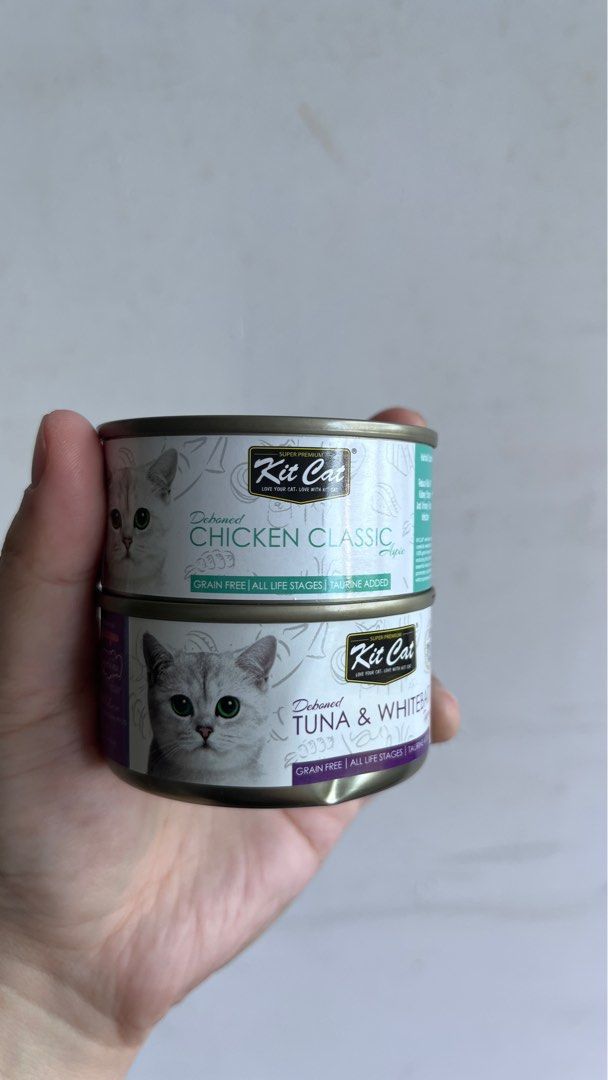 SUPER PREMIUM
Kit Cat®
LOVE YOUR CAT. LOVE WITH KIT CAT.
Deboned
CHICKEN CLASSIC
Aspic
GRAIN FREE | ALL LIFE STAGES | TAURINE ADDED
SUPER PREMIUM
Kit Cat
LOVE YOUR CAT. LOVE WITH KIT CAT.
Deboned
TUNA & WHITEBA
GRAIN FREE | ALL LIFE STAGES |